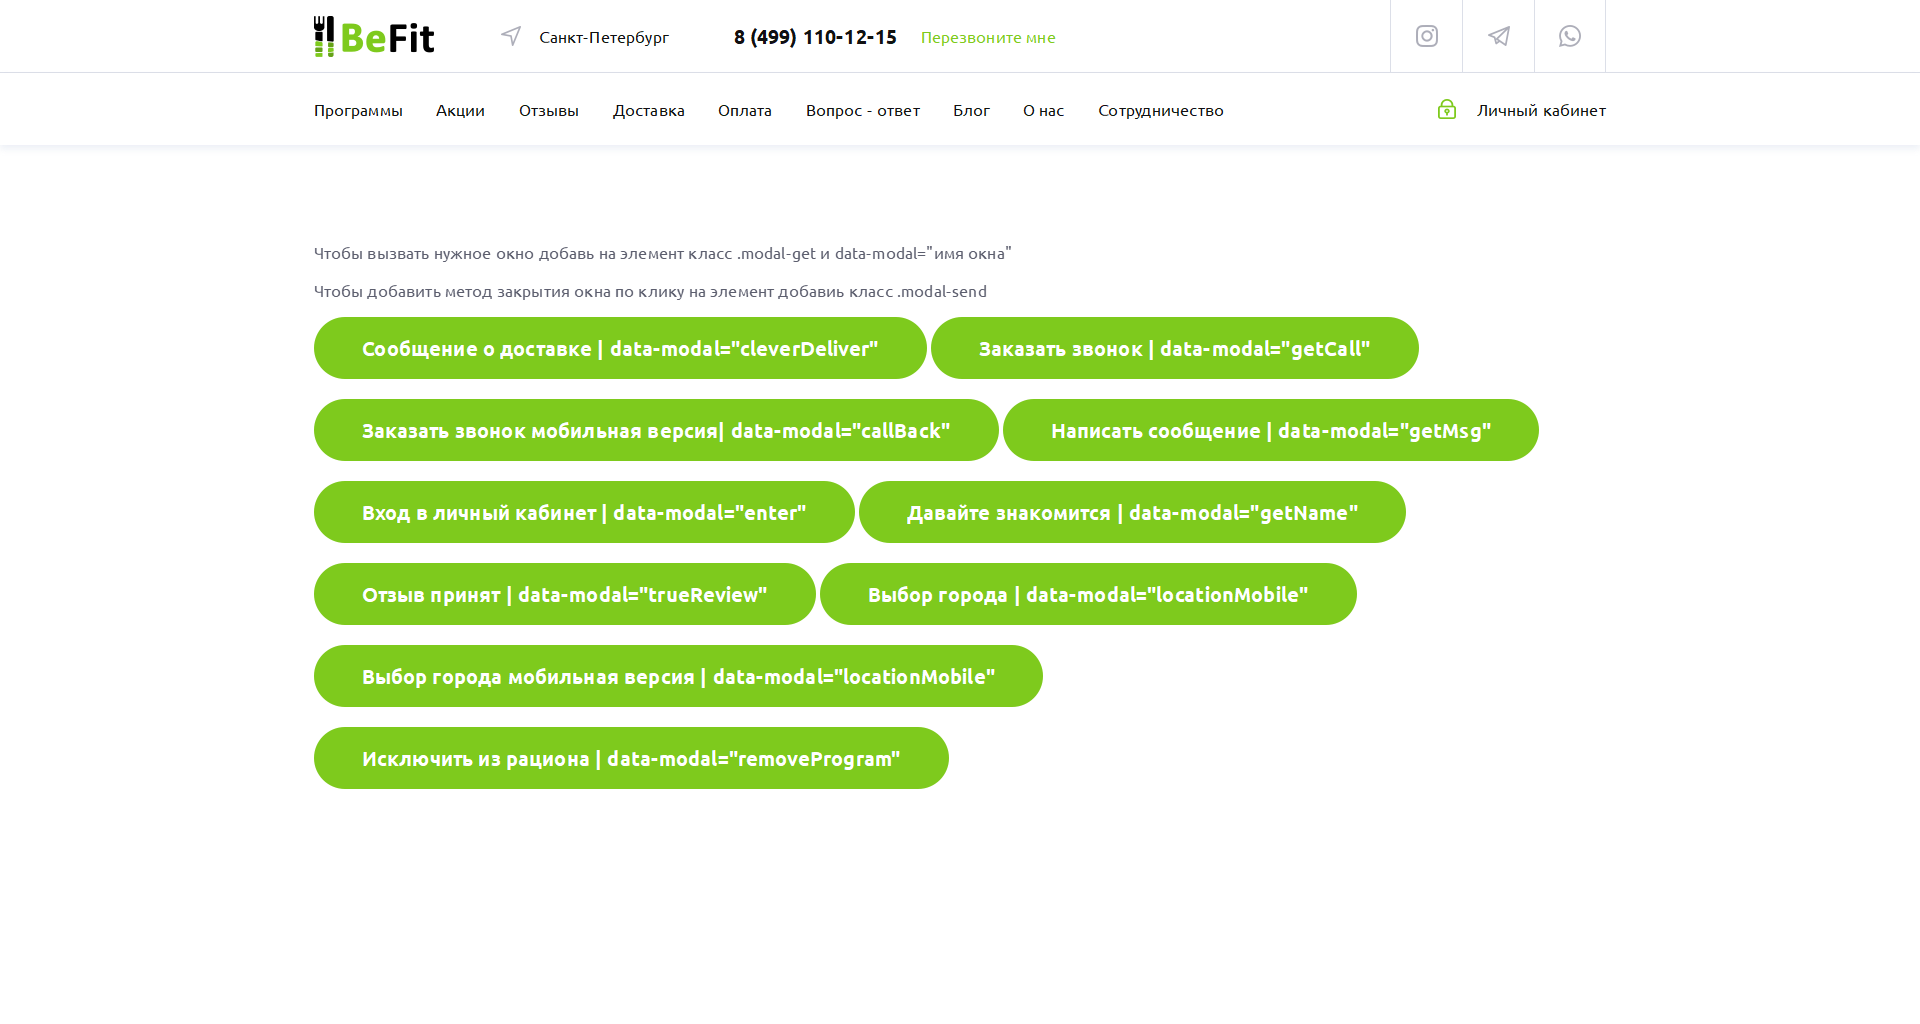 BeFit
Санкт-Петербург
8 (499) 110-12-15
Перезвоните мне
Программы Акции Отзывы Доставка Оплата Вопрос - ответ Блог О нас Сотрудничество Личный кабинет
Чтобы вызвать нужное окно добавь на элемент класс .modal-get и data-modal="имя окна"
Чтобы добавить метод закрытия окна по клику на элемент добавиь класс .modal-send
Сообщение о доставке | data-modal="cleverDeliver"
Заказать звонок | data-modal="getCall"
Заказать звонок мобильная версия| data-modal="callBack"
Написать сообщение | data-modal="getMsg"
Вход в личный кабинет | data-modal="enter"
Давайте знакомится | data-modal="getName"
Отзыв принят | data-modal="trueReview"
Выбор города | data-modal="locationMobile"
Выбор города мобильная версия | data-modal="locationMobile"
Исключить из рациона | data-modal="removeProgram"